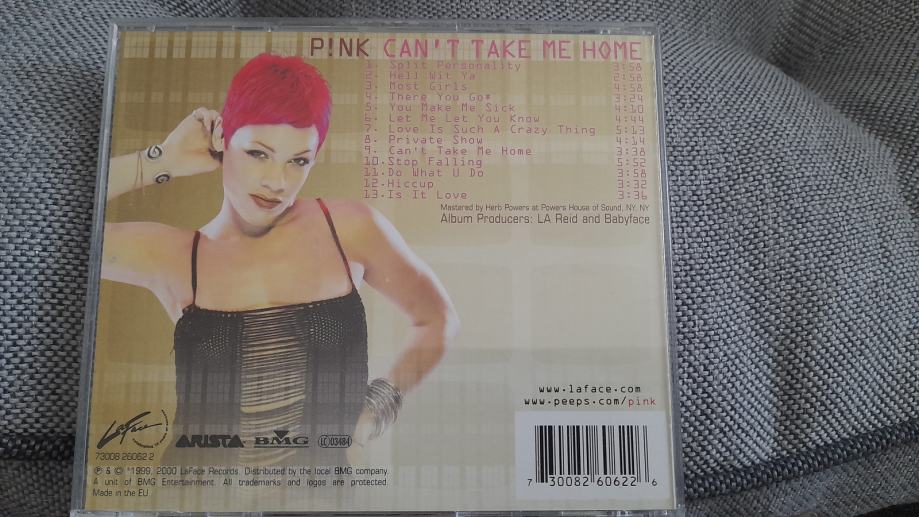 P!NK CAN'T TAKE ME HOME
1. Split Personality 3:58
2. Hell Wit Ya 2:58
3. Most Girls 4:58
4. There You Go* 3:24
5. You Make Me Sick 4:10
6. Let Me Let You Know 4:44
7. Love Is Such A Crazy Thing 5:13
8. Private Show 4:14
9. Can't Take Me Home 3:38
10.Stop Falling 5:52
11.Do What U Do 3:58
12.Hiccup 3:32
13.Is It Love 3:36
Mastered by Herb Powers at Powers House of Sound, NY, NY
Album Producers: LA Reid and Babyface
www.laface.com
www.peeps.com/pink
LaFace ARISTA BMG LC 03484
73008 26062 2
℗ & © *1999, 2000 LaFace Records. Distributed by the local BMG company.
A unit of BMG Entertainment. All trademarks and logos are protected.
Made in the EU
7 30082 60622 6